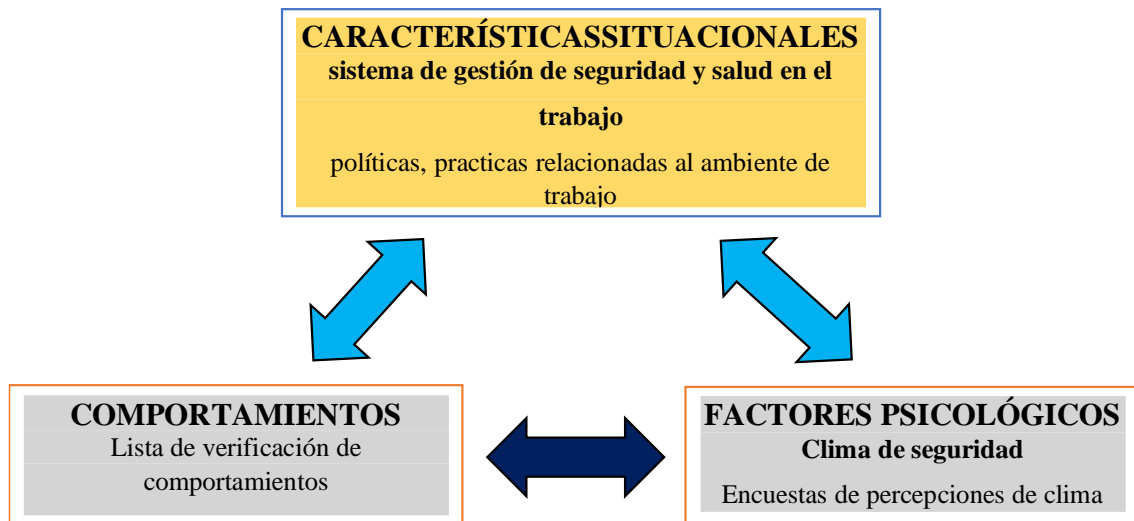 CARACTERÍSTICASSITUACIONALES
sistema de gestión de seguridad y salud en el
trabajo
políticas, practicas relacionadas al ambiente de
trabajo
COMPORTAMIENTOS
Lista de verificación de
comportamientos
FACTORES PSICOLÓGICOS
Clima de seguridad
Encuestas de percepciones de clima